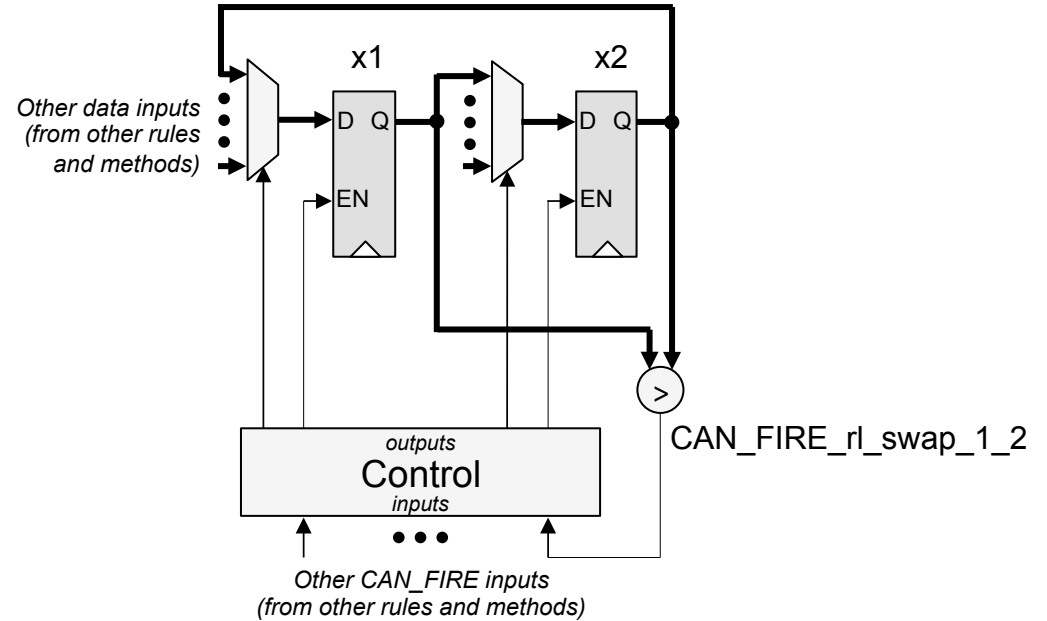 x1
x2
Other data inputs
(from other rules
and methods)
D Q
EN
D Q
EN
>
CAN_FIRE_rl_swap_1_2
outputs
Control
inputs
Other CAN_FIRE inputs
(from other rules and methods)